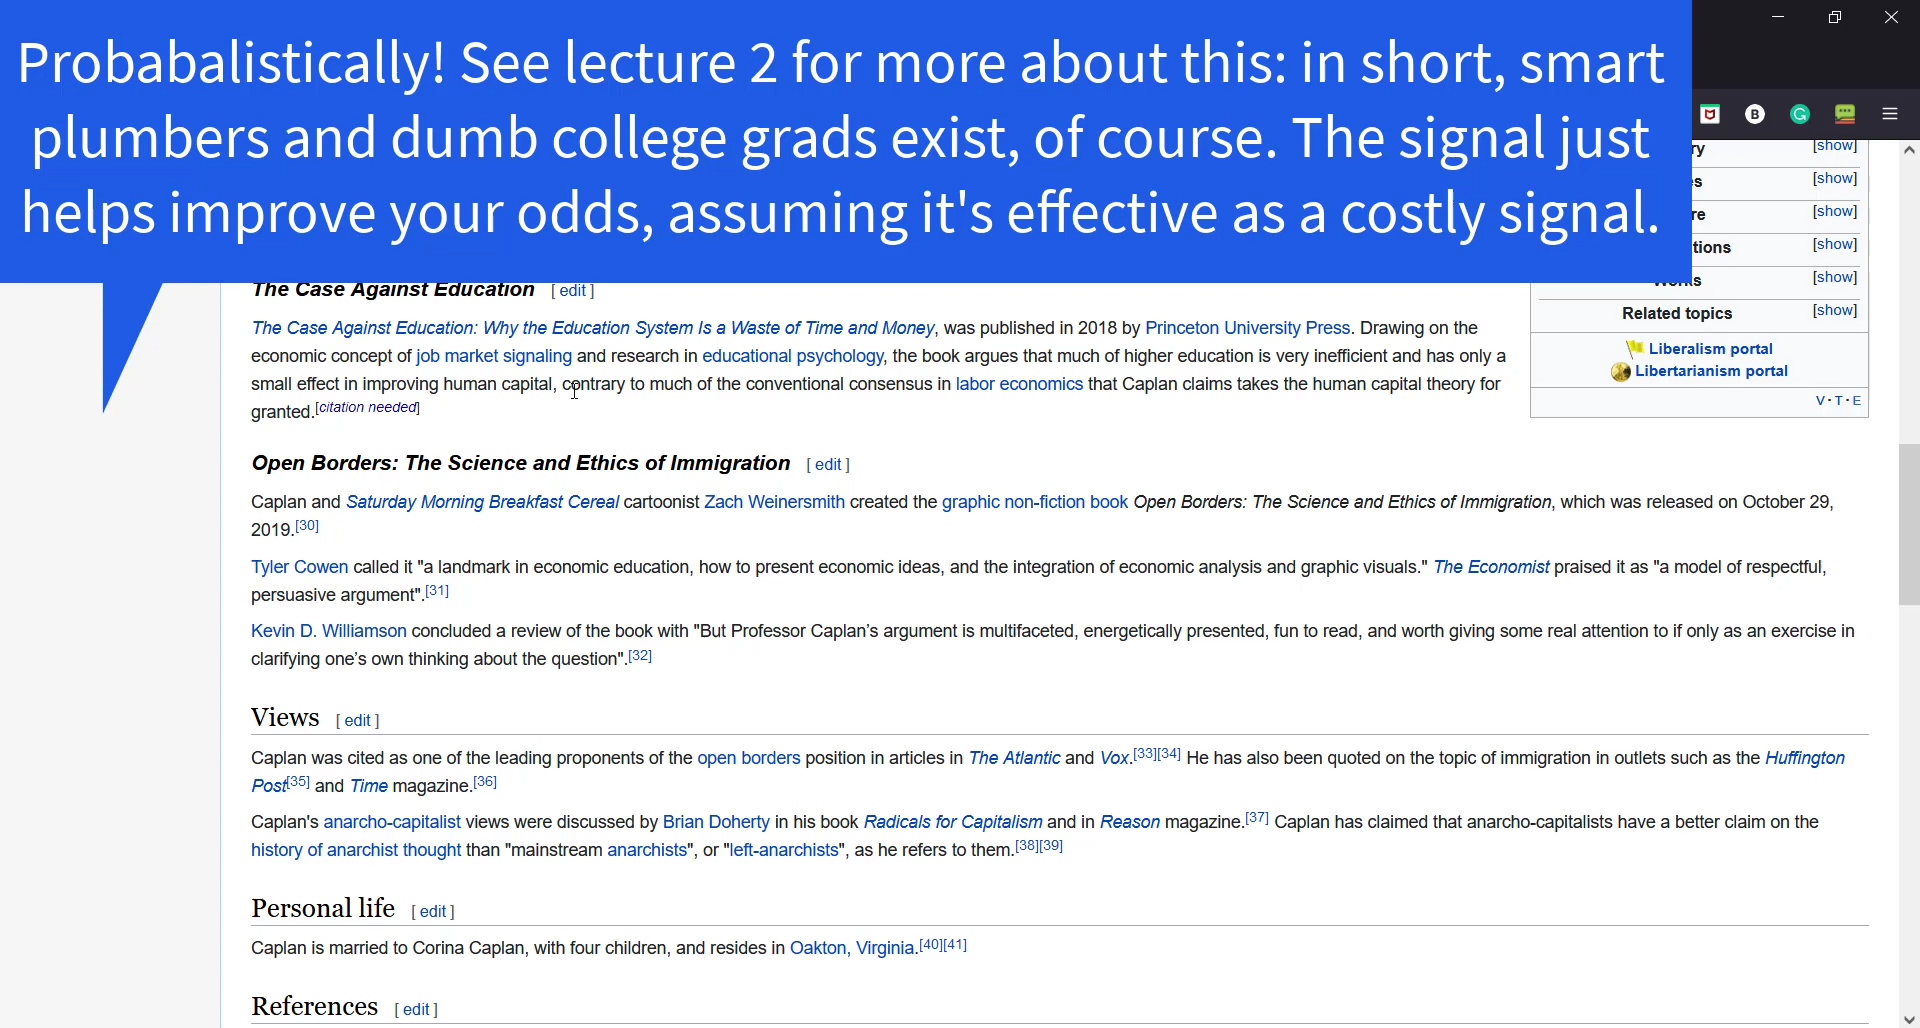 Probabalistically! See lecture 2 for more about this: in short, smart
plumbers and dumb college grads exist, of course. The signal just
helps improve your odds, assuming it's effective as a costly signal.
B
G
ry [show]
es [show]
re [show]
tions [show]
Works [show]
Related topics [show]
Liberalism portal
Libertarianism portal
V · T · E
The Case Against Education [ edit ]
The Case Against Education: Why the Education System Is a Waste of Time and Money, was published in 2018 by Princeton University Press. Drawing on the
economic concept of job market signaling and research in educational psychology, the book argues that much of higher education is very inefficient and has only a
small effect in improving human capital, contrary to much of the conventional consensus in labor economics that Caplan claims takes the human capital theory for
granted.[citation needed]
Open Borders: The Science and Ethics of Immigration [ edit ]
Caplan and Saturday Morning Breakfast Cereal cartoonist Zach Weinersmith created the graphic non-fiction book Open Borders: The Science and Ethics of Immigration, which was released on October 29,
2019.[30]
Tyler Cowen called it "a landmark in economic education, how to present economic ideas, and the integration of economic analysis and graphic visuals." The Economist praised it as "a model of respectful,
persuasive argument".[31]
Kevin D. Williamson concluded a review of the book with "But Professor Caplan’s argument is multifaceted, energetically presented, fun to read, and worth giving some real attention to if only as an exercise in
clarifying one’s own thinking about the question".[32]
Views [ edit ]
Caplan was cited as one of the leading proponents of the open borders position in articles in The Atlantic and Vox.[33][34] He has also been quoted on the topic of immigration in outlets such as the Huffington
Post[35] and Time magazine.[36]
Caplan's anarcho-capitalist views were discussed by Brian Doherty in his book Radicals for Capitalism and in Reason magazine.[37] Caplan has claimed that anarcho-capitalists have a better claim on the
history of anarchist thought than "mainstream anarchists", or "left-anarchists", as he refers to them.[38][39]
Personal life [ edit ]
Caplan is married to Corina Caplan, with four children, and resides in Oakton, Virginia.[40][41]
References [ edit ]